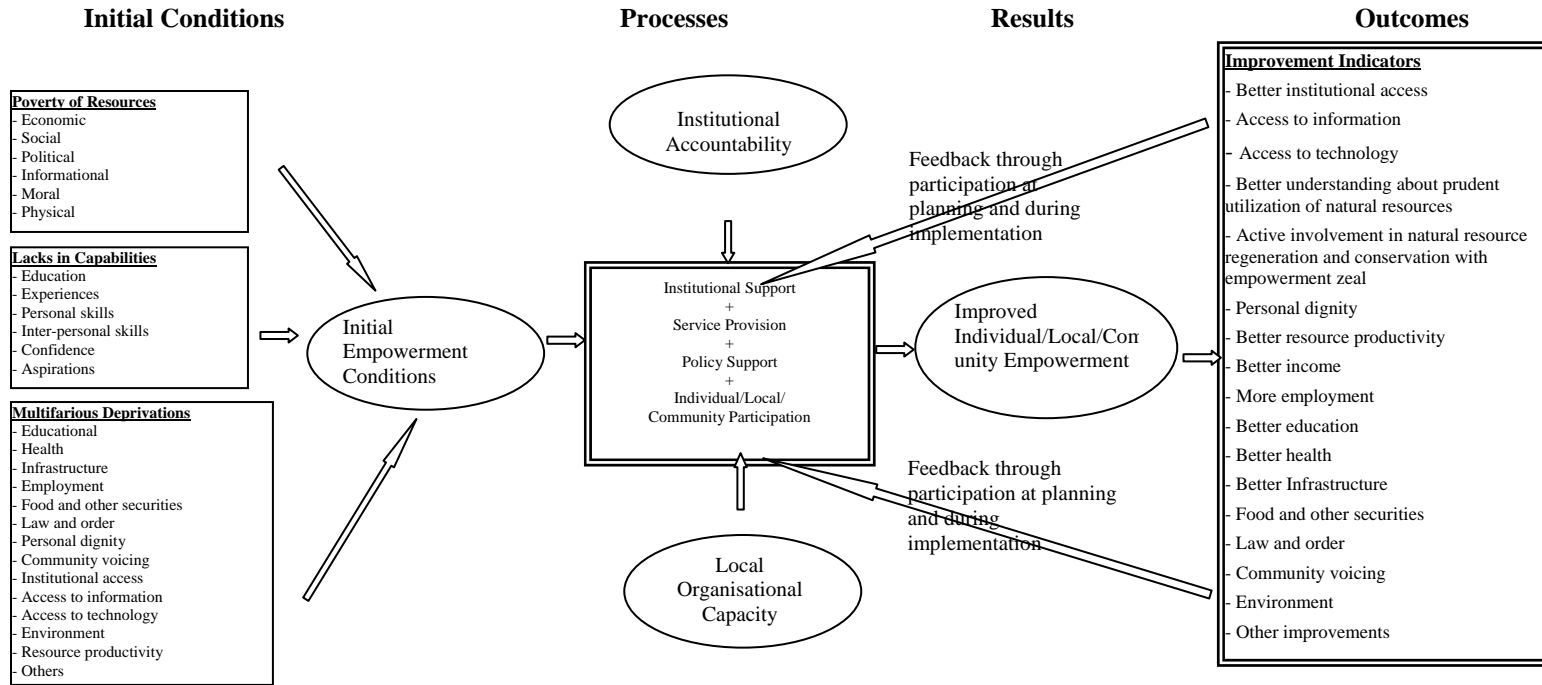 Initial Conditions
Processes
Results
Outcomes
Poverty of Resources
- Economic
- Social
- Political
- Informational
- Moral
- Physical
Lacks in Capabilities
- Education
- Experiences
- Personal skills
- Inter-personal skills
- Confidence
- Aspirations
Multifarious Deprivations
- Educational
- Health
- Infrastructure
- Employment
- Food and other securities
- Law and order
- Personal dignity
- Community voicing
- Institutional access
- Access to information
- Access to technology
- Environment
- Resource productivity
- Others
Initial
Empowerment
Conditions
Institutional
Accountability
Institutional Support
+
Service Provision
+
Policy Support
+
Individual/Local/
Community Participation
Local
Organisational
Capacity
Feedback through
participation at
planning and during
implementation
Improved
Individual/Local/Com
unity Empowerment
Feedback through
participation at planning
and during
implementation
Improvement Indicators
- Better institutional access
- Access to information
- Access to technology
- Better understanding about prudent
utilization of natural resources
- Active involvement in natural resource
regeneration and conservation with
empowerment zeal
- Personal dignity
- Better resource productivity
- Better income
- More employment
- Better education
- Better health
- Better Infrastructure
- Food and other securities
- Law and order
- Community voicing
- Environment
- Other improvements